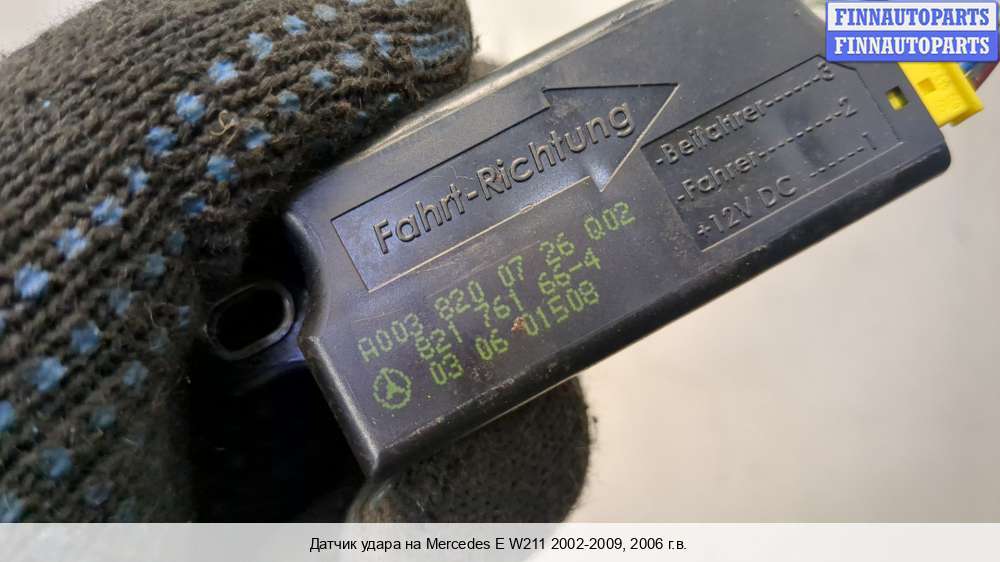 FINNAUTOPARTS
FINNAUTOPARTS
Fahrt-Richtung
-Beifahrer------3
-Fahrer---------2
+12V DC ------1
A003 820 07 26 Q02
821 761 66-4
03 06 01508
Датчик удара на Mercedes E W211 2002-2009, 2006 г.в.